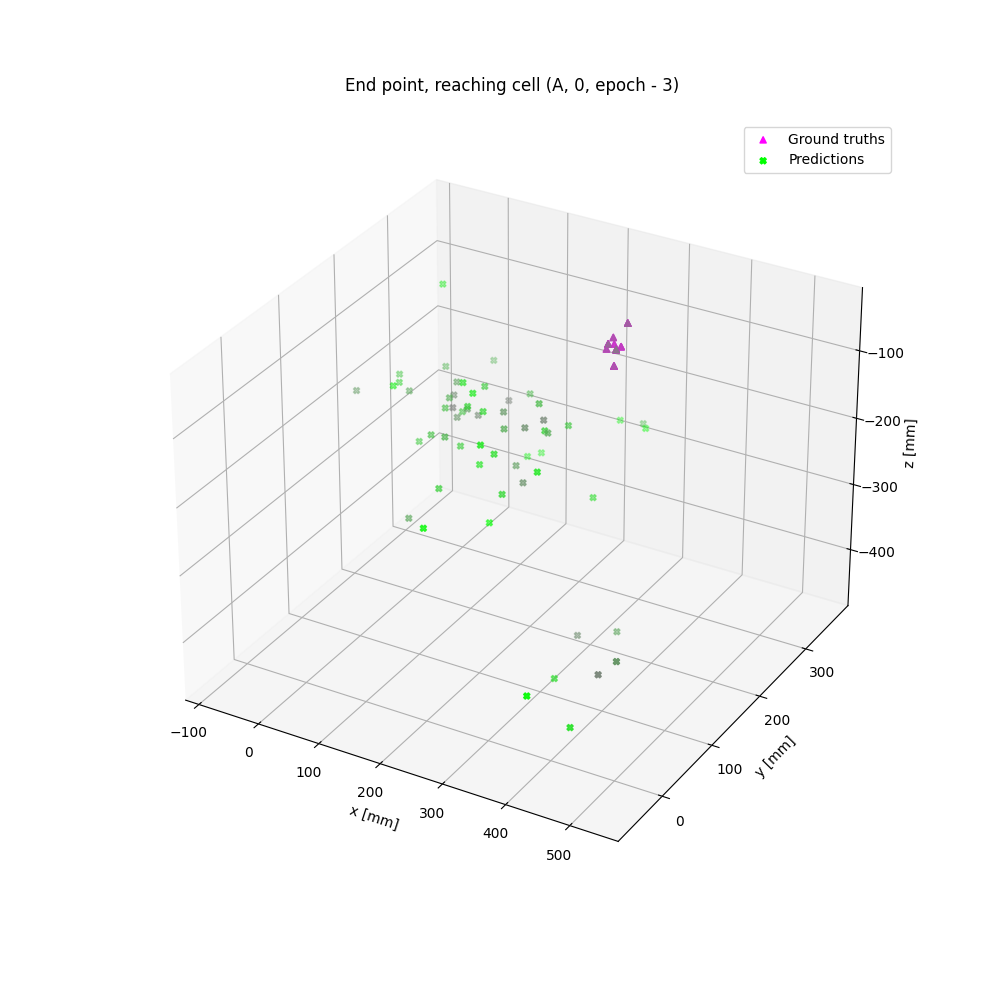 End point, reaching cell (A, 0, epoch - 3)
Ground truths
Predictions
−100
−200
−300
−400
z [mm]
300
200
100
0
y [mm]
−100
0
100
200
300
400
500
x [mm]